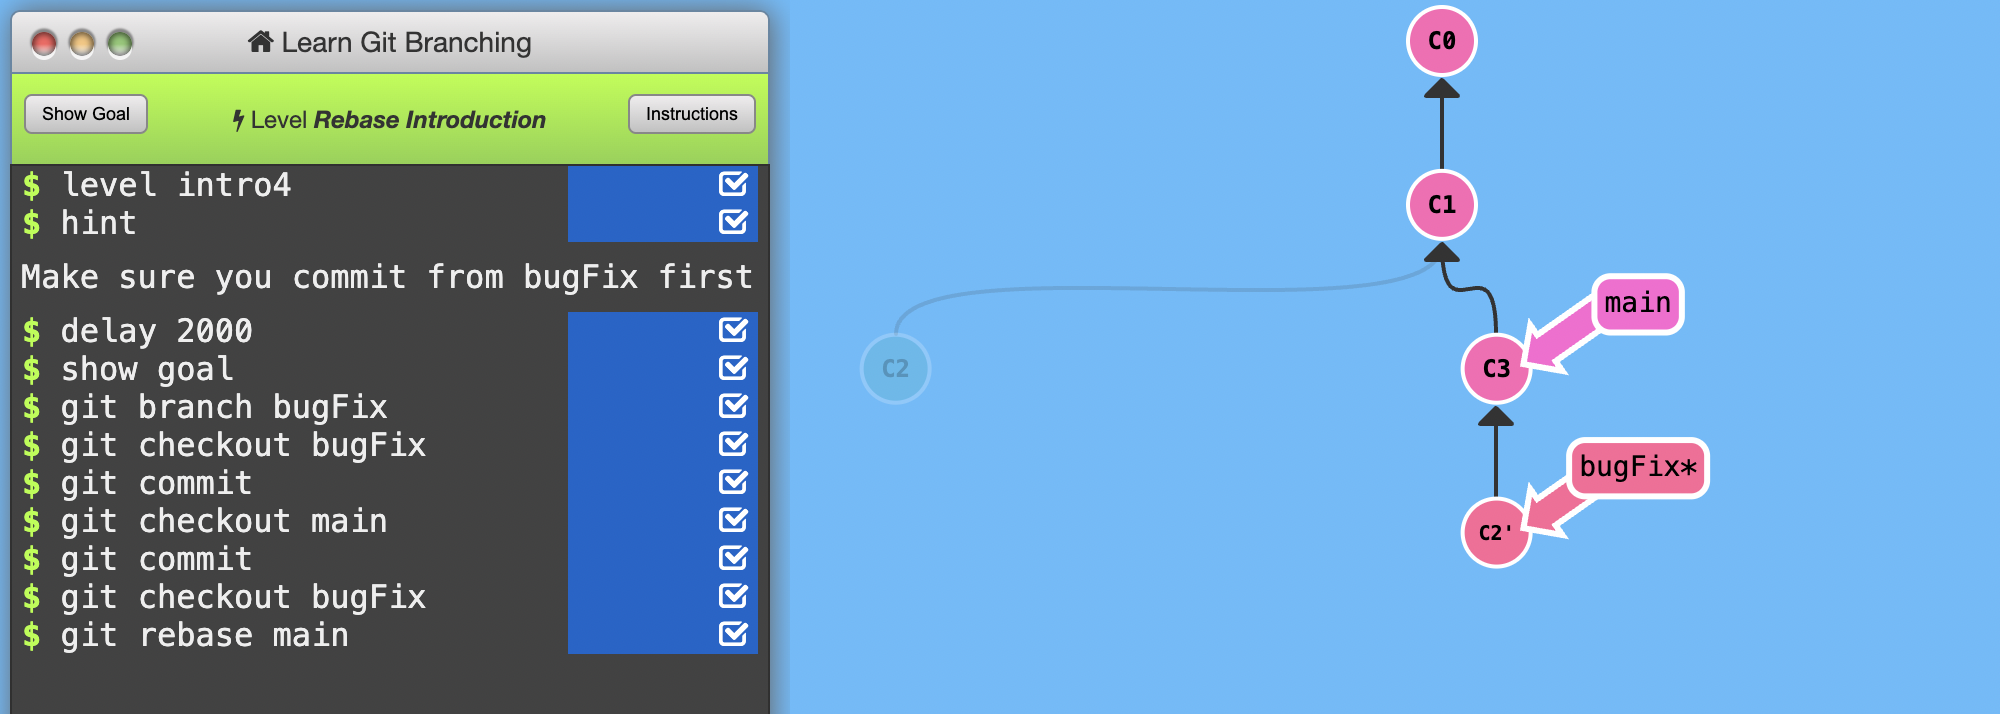 Learn Git Branching
Show Goal
Level Rebase Introduction
Instructions
$ level intro4
$ hint
Make sure you commit from bugFix first
$ delay 2000
$ show goal
$ git branch bugFix
$ git checkout bugFix
$ git commit
$ git checkout main
$ git commit
$ git checkout bugFix
$ git rebase main
C0
C1
main
C2
C3
bugFix*
C2'